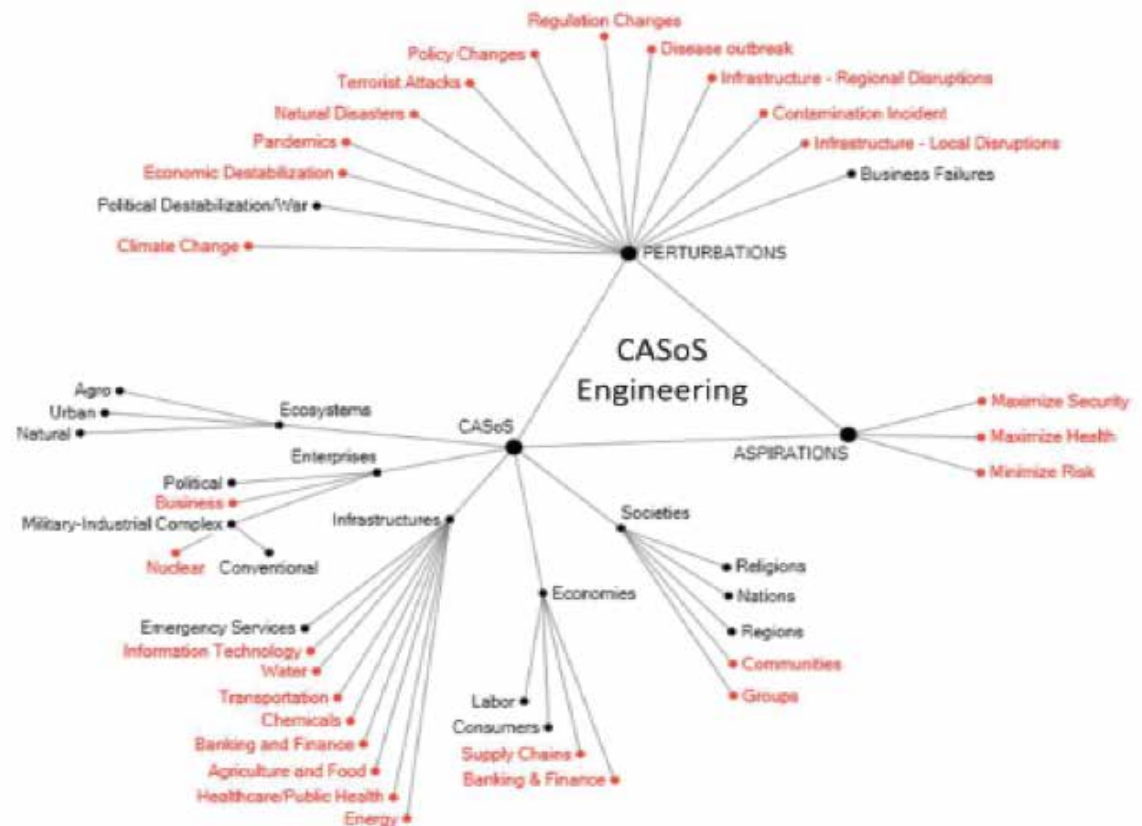 Regulation Changes
Policy Changes
Disease outbreak
Terrorist Attacks
Infrastructure - Regional Disruptions
Natural Disasters
Contamination Incident
Pandemics
Infrastructure - Local Disruptions
Economic Destabilization
Business Failures
Political Destabilization/War
Climate Change
PERTURBATIONS
CASoS
Engineering
Agro
Urban
Natural
Ecosystems
CASoS
ASPIRATIONS
Maximize Security
Maximize Health
Minimize Risk
Enterprises
Political
Business
Military-Industrial Complex
Nuclear
Conventional
Infrastructures
Societies
Religions
Nations
Regions
Communities
Groups
Economies
Emergency Services
Information Technology
Water
Transportation
Chemicals
Banking and Finance
Agriculture and Food
Healthcare/Public Health
Energy
Labor
Consumers
Supply Chains
Banking & Finance